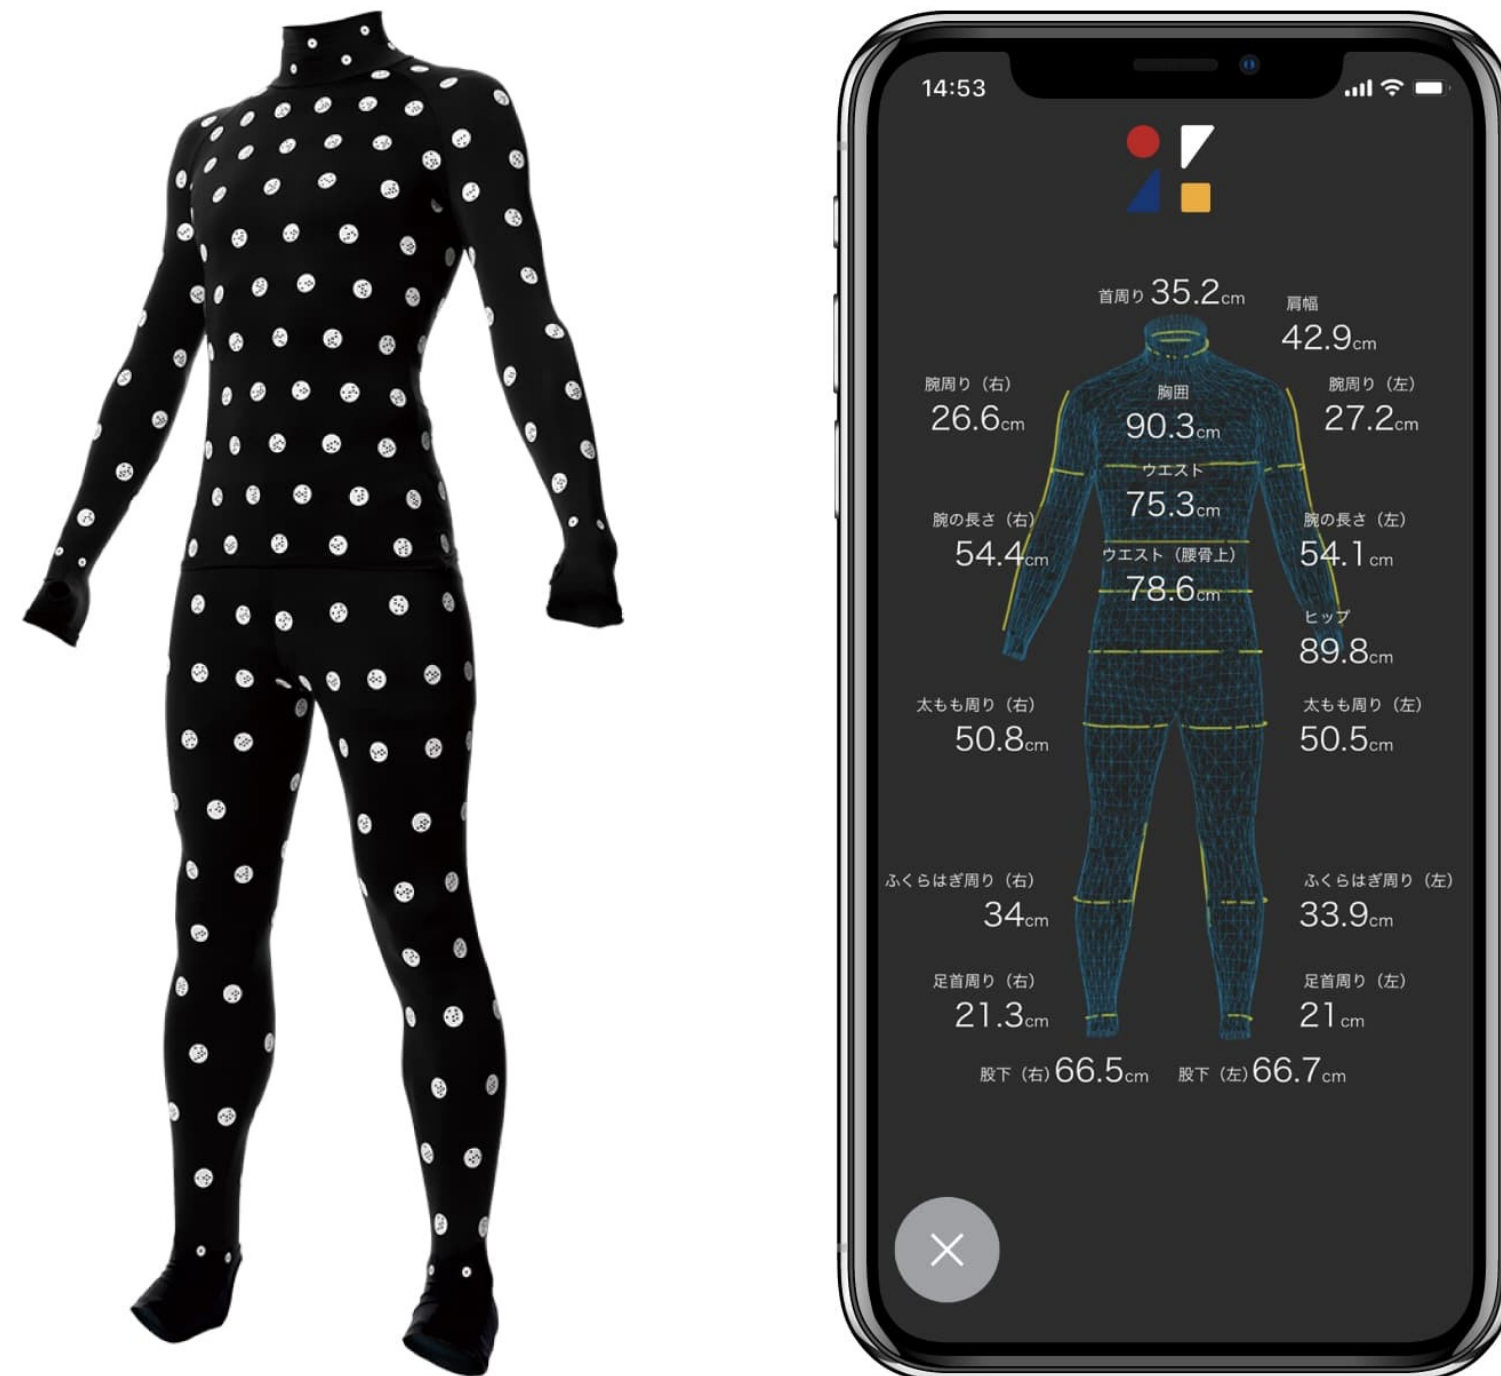 14:53
首周り 35.2cm
肩幅
42.9cm
腕周り（右）
26.6cm
胸囲
90.3cm
腕周り（左）
27.2cm
ウエスト
75.3cm
腕の長さ（右）
54.4cm
ウエスト（腰骨上）
78.6cm
腕の長さ（左）
54.1cm
ヒップ
89.8cm
太もも周り（右）
50.8cm
太もも周り（左）
50.5cm
ふくらはぎ周り（右）
34cm
ふくらはぎ周り（左）
33.9cm
足首周り（右）
21.3cm
足首周り（左）
21cm
股下（右）66.5cm 股下（左）66.7cm